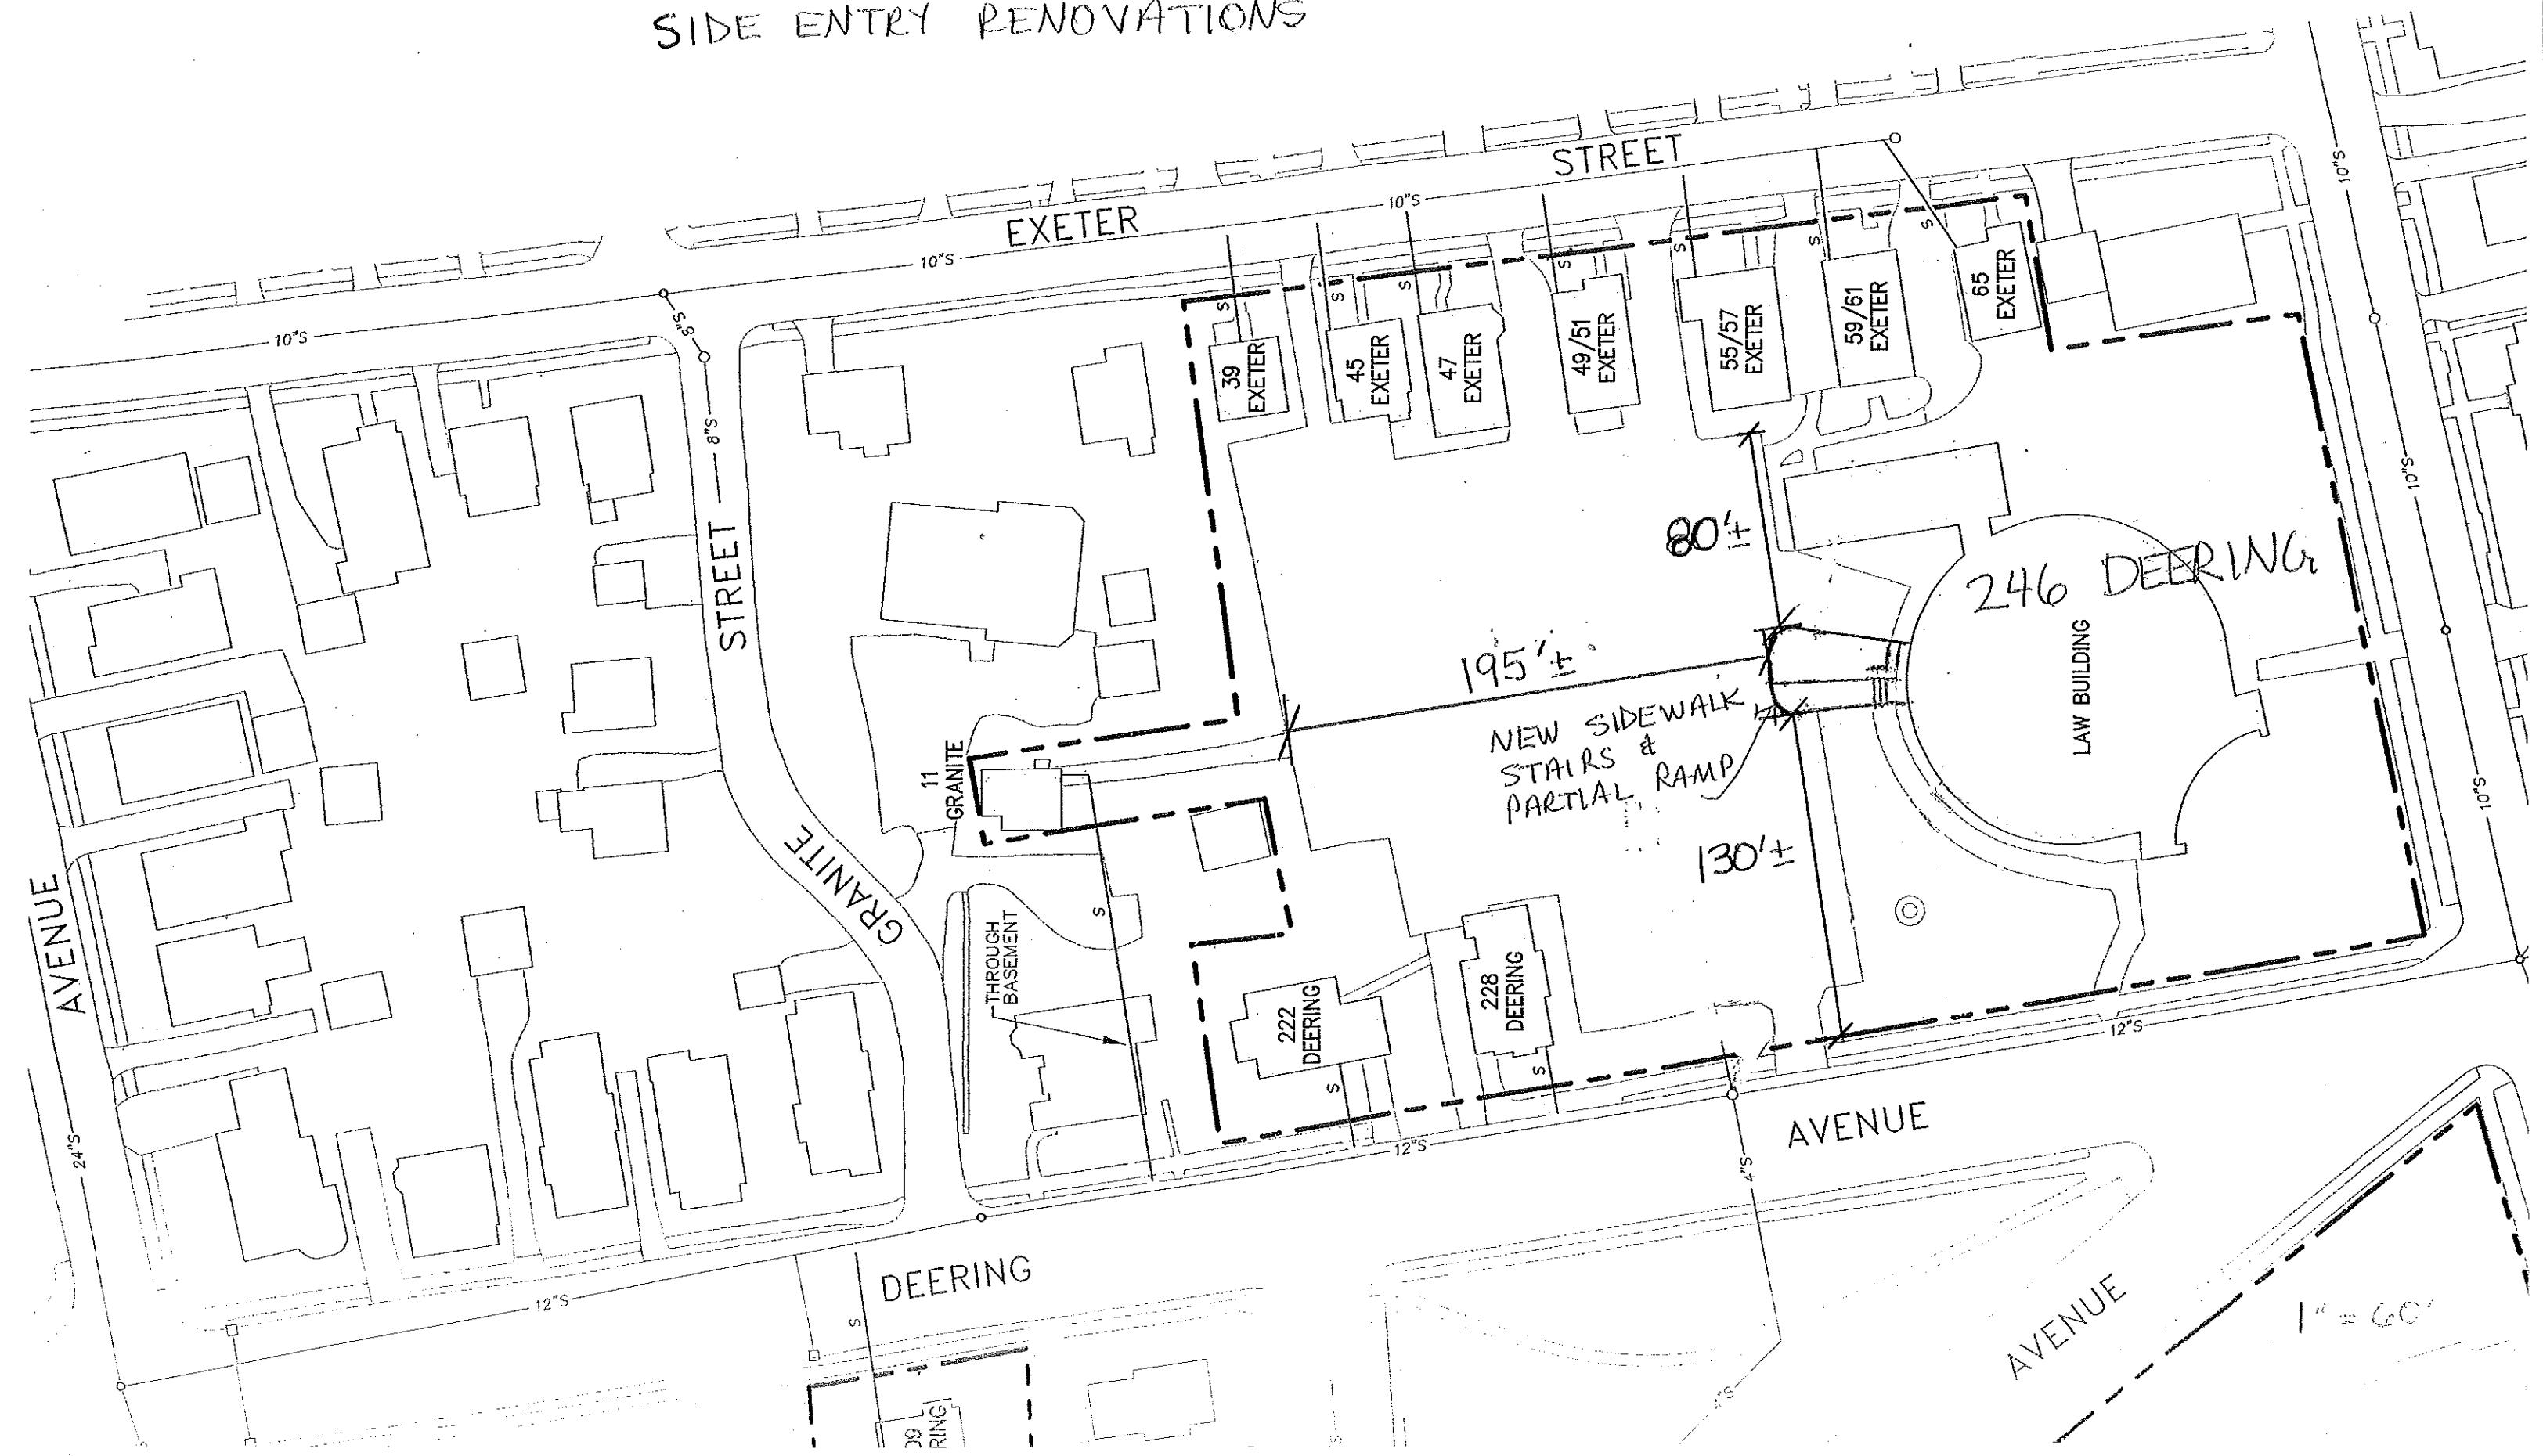 SIDE ENTRY RENOVATIONS
STREET
EXETER
10"S
10"S
10"S
10"S
10"S
10"S
8"S
8"S
STREET
GRANITE
S
S
S
S
S
S
S
39
EXETER
45
EXETER
47
EXETER
49/51
EXETER
55/57
EXETER
59/61
EXETER
65
EXETER
80'±
246 DEERING
LAW BUILDING
195'±
NEW SIDEWALK
STAIRS &
PARTIAL RAMP
130'±
11
GRANITE
THROUGH
BASEMENT
S
222
DEERING
228
DEERING
S
S
AVENUE
24"S
12"S
12"S
12"S
4"S
AVENUE
DEERING
S
AVENUE
1" = 60'
09
RING